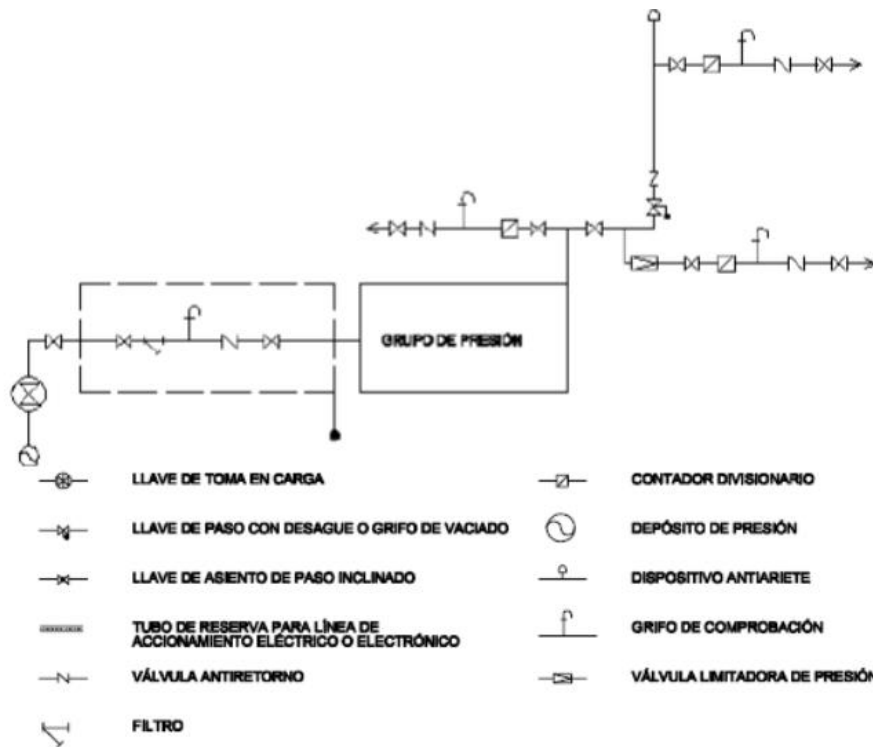 GRUPO DE PRESIÓN
LLAVE DE TOMA EN CARGA
LLAVE DE PASO CON DESAGUE O GRIFO DE VACIADO
LLAVE DE ASIENTO DE PASO INCLINADO
TUBO DE RESERVA PARA LÍNEA DE
ACCIONAMIENTO ELÉCTRICO O ELECTRÓNICO
VÁLVULA ANTIRETORNO
FILTRO
CONTADOR DIVISIONARIO
DEPÓSITO DE PRESIÓN
DISPOSITIVO ANTIARIETE
GRIFO DE COMPROBACIÓN
VÁLVULA LIMITADORA DE PRESIÓN